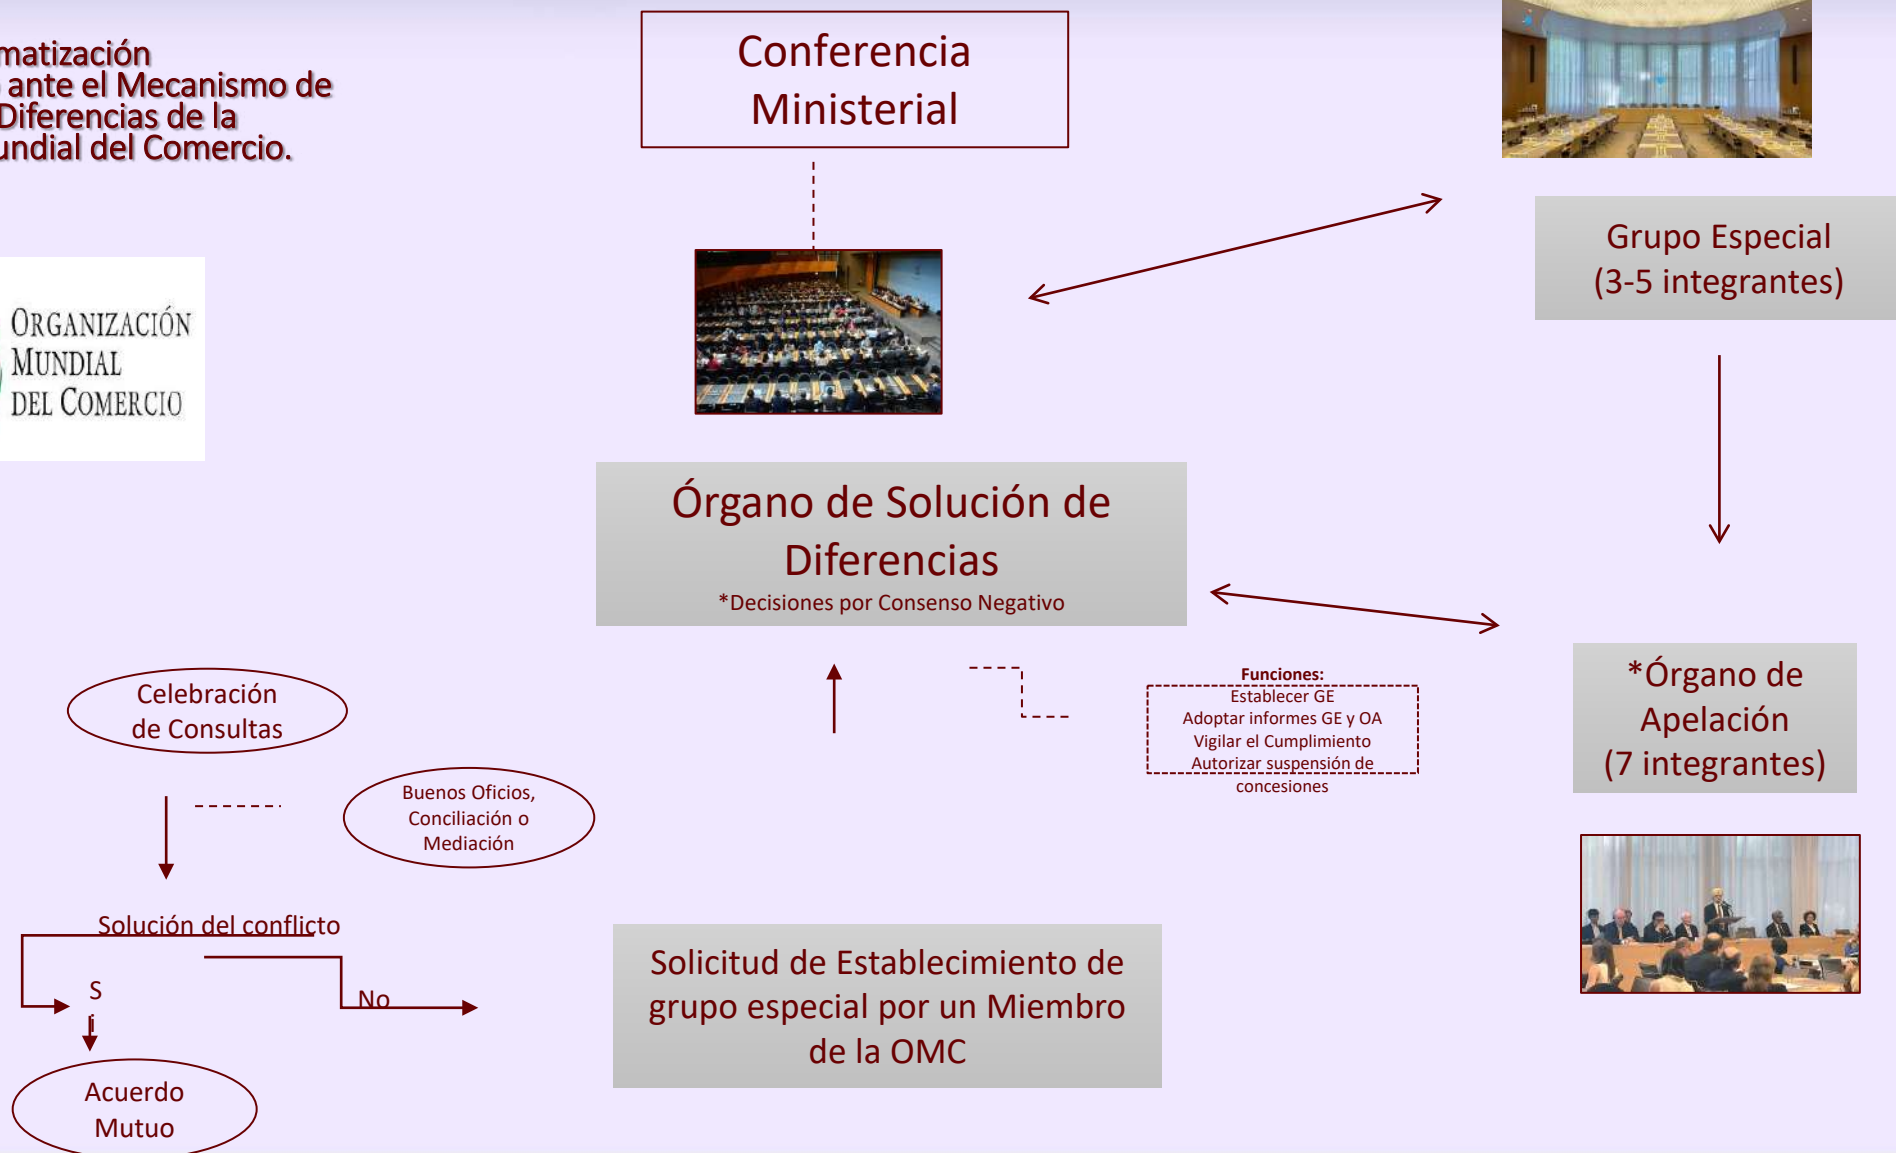 matización
ante el Mecanismo de
Diferencias de la
undial del Comercio.
Conferencia
Ministerial
Grupo Especial
(3-5 integrantes)
ORGANIZACIÓN
MUNDIAL
DEL COMERCIO
Órgano de Solución de
Diferencias
*Decisiones por Consenso Negativo
Celebración
de Consultas
Buenos Oficios,
Conciliación o
Mediación
Funciones:
Establecer GE
Adoptar informes GE y OA
Vigilar el Cumplimiento
Autorizar suspensión de
concesiones
*Órgano de
Apelación
(7 integrantes)
Solución del conflicto
S
i
No
Acuerdo
Mutuo
Solicitud de Establecimiento de
grupo especial por un Miembro
de la OMC